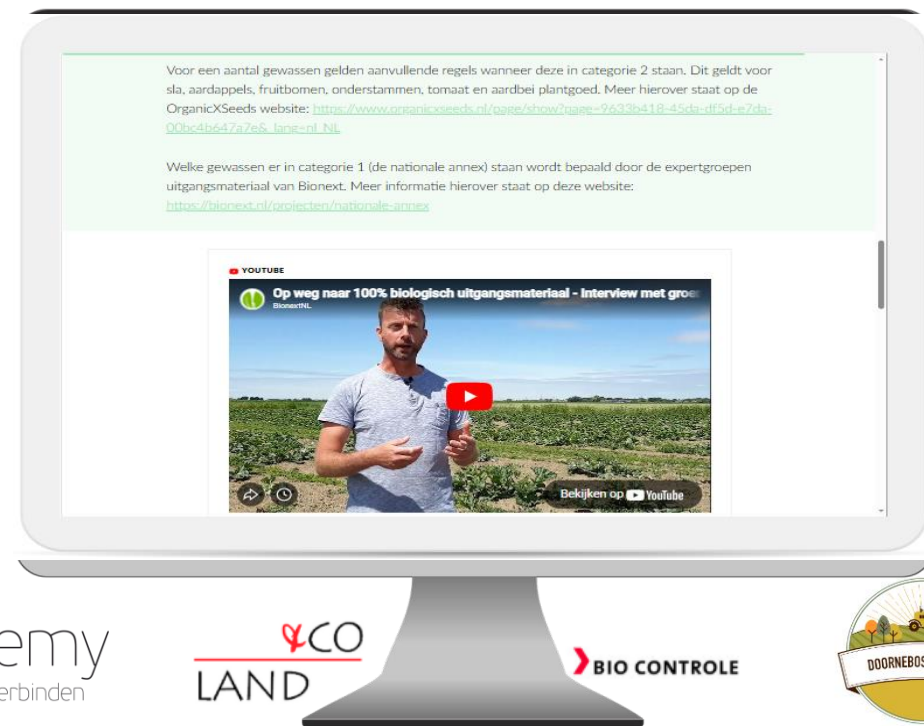 Voor een aantal gewassen gelden aanvullende regels wanneer deze in categorie 2 staan. Dit geldt voor
sla, aardappels, fruitbomen, onderstammen, tomaat en aardbei plantgoed. Meer hierover staat op de
OrganicXSeeds website: https://www.organicxseeds.nl/page/show?page=9633b418-45da-df5d-e7da-
00bc4b647a7e&_lang=nl_NL
Welke gewassen er in categorie 1 (de nationale annex) staan wordt bepaald door de expertgroepen
uitgangsmateriaal van Bionext. Meer informatie hierover staat op deze website:
https://bionext.nl/projecten/nationale-annex
YOUTUBE
Op weg naar 100% biologisch uitgangsmateriaal - Interview met groe
BionextNL
Bekijken op YouTube
emy
erbinden
&CO
LAND
BIO CONTROLE
DOORNEBOS